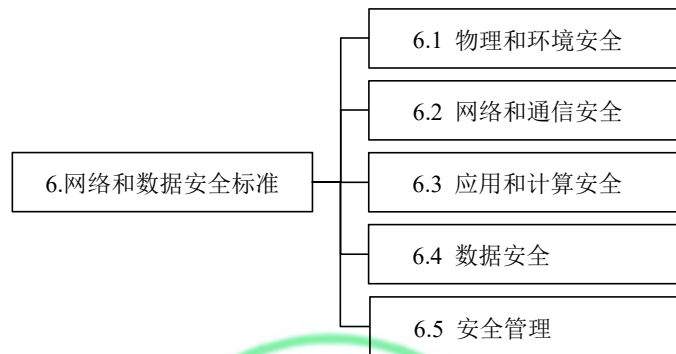 6.1 物理和环境安全
6.2 网络和通信安全
6.网络和数据安全标准
6.3 应用和计算安全
6.4 数据安全
6.5 安全管理